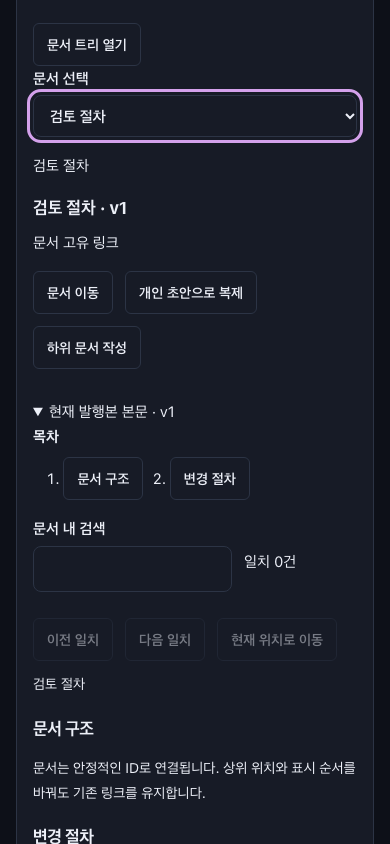 문서 트리 열기
문서 선택
검토 절차
검토 절차
검토 절차 · v1
문서 고유 링크
문서 이동 개인 초안으로 복제
하위 문서 작성
▼ 현재 발행본 본문 · v1
목차
1. 문서 구조 2. 변경 절차
문서 내 검색
일치 0건
이전 일치 다음 일치 현재 위치로 이동
검토 절차
문서 구조
문서는 안정적인 ID로 연결됩니다. 상위 위치와 표시 순서를
바꿔도 기존 링크를 유지합니다.
변경 절차